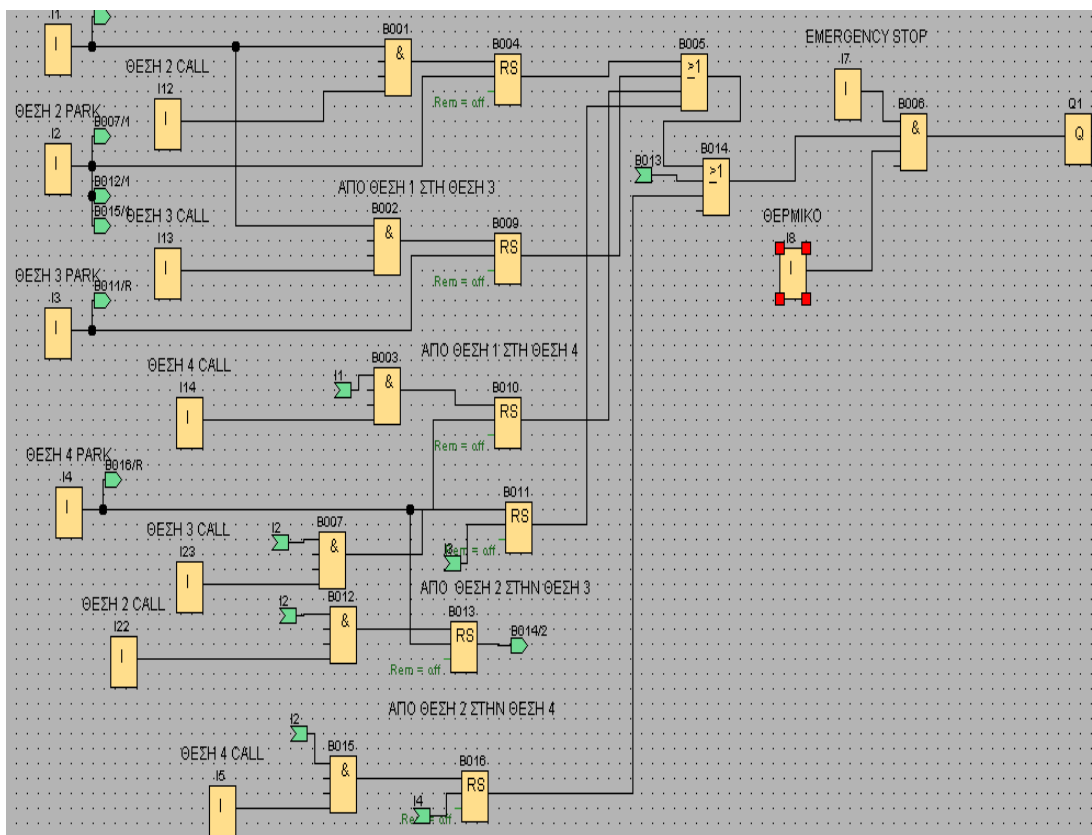 I1
B001
&
B004
RS
Rem = off
B005
>1
EMERGENCY STOP
I7
I
B006
&
Q1
Q
ΘΕΣΗ 2 CALL
I12
I
ΘΕΣΗ 2 PARK
B007/1
I2
I
B012/1
B015/1
B013
B014
>1
ΑΠΟ ΘΕΣΗ 1 ΣΤΗ ΘΕΣΗ 3
ΘΕΣΗ 3 CALL
I13
I
B002
&
B009
RS
Rem = off
ΘΕΡΜΙΚΟ
I8
I
ΘΕΣΗ 3 PARK
B011/R
I3
I
ΑΠΟ ΘΕΣΗ 1 ΣΤΗ ΘΕΣΗ 4
ΘΕΣΗ 4 CALL
I14
I
I1
B003
&
B010
RS
Rem = off
ΘΕΣΗ 4 PARK
B016/R
I4
I
B011
RS
ΘΕΣΗ 3 CALL
I23
I
I2
B007
&
I3
Rem = off
ΑΠΟ ΘΕΣΗ 2 ΣΤΗΝ ΘΕΣΗ 3
ΘΕΣΗ 2 CALL
I22
I
I2
B012
&
B013
RS
Rem = off
B014/2
ΑΠΟ ΘΕΣΗ 2 ΣΤΗΝ ΘΕΣΗ 4
ΘΕΣΗ 4 CALL
I5
I
I2
B015
&
B016
RS
I4
off